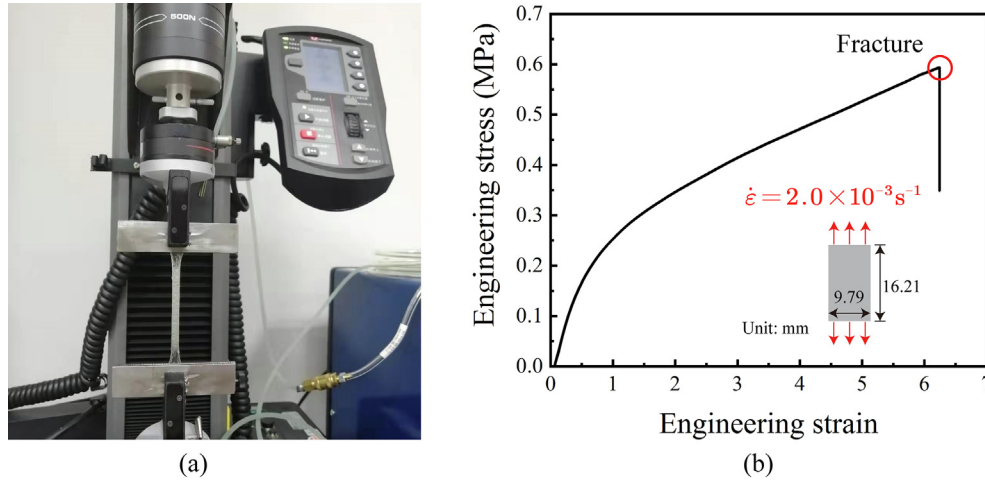 500N
(a)
Engineering stress (MPa)
0.7
0.6
0.5
0.4
0.3
0.2
0.1
0.0
0
1
2
3
4
5
6
7
Engineering strain
Fracture
ε̇ = 2.0×10⁻³s⁻¹
9.79
16.21
Unit: mm
(b)